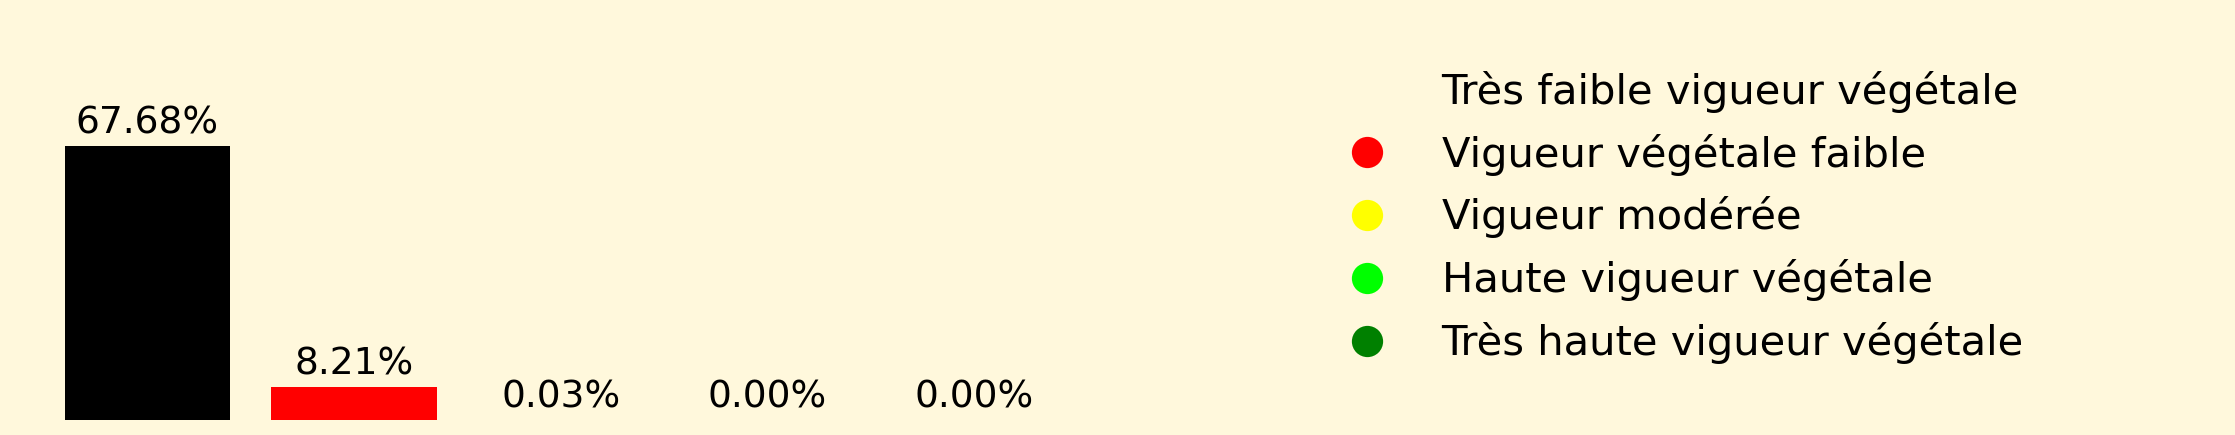 67.68%
8.21%
0.03%
0.00%
0.00%
Très faible vigueur végétale
Vigueur végétale faible
Vigueur modérée
Haute vigueur végétale
Très haute vigueur végétale